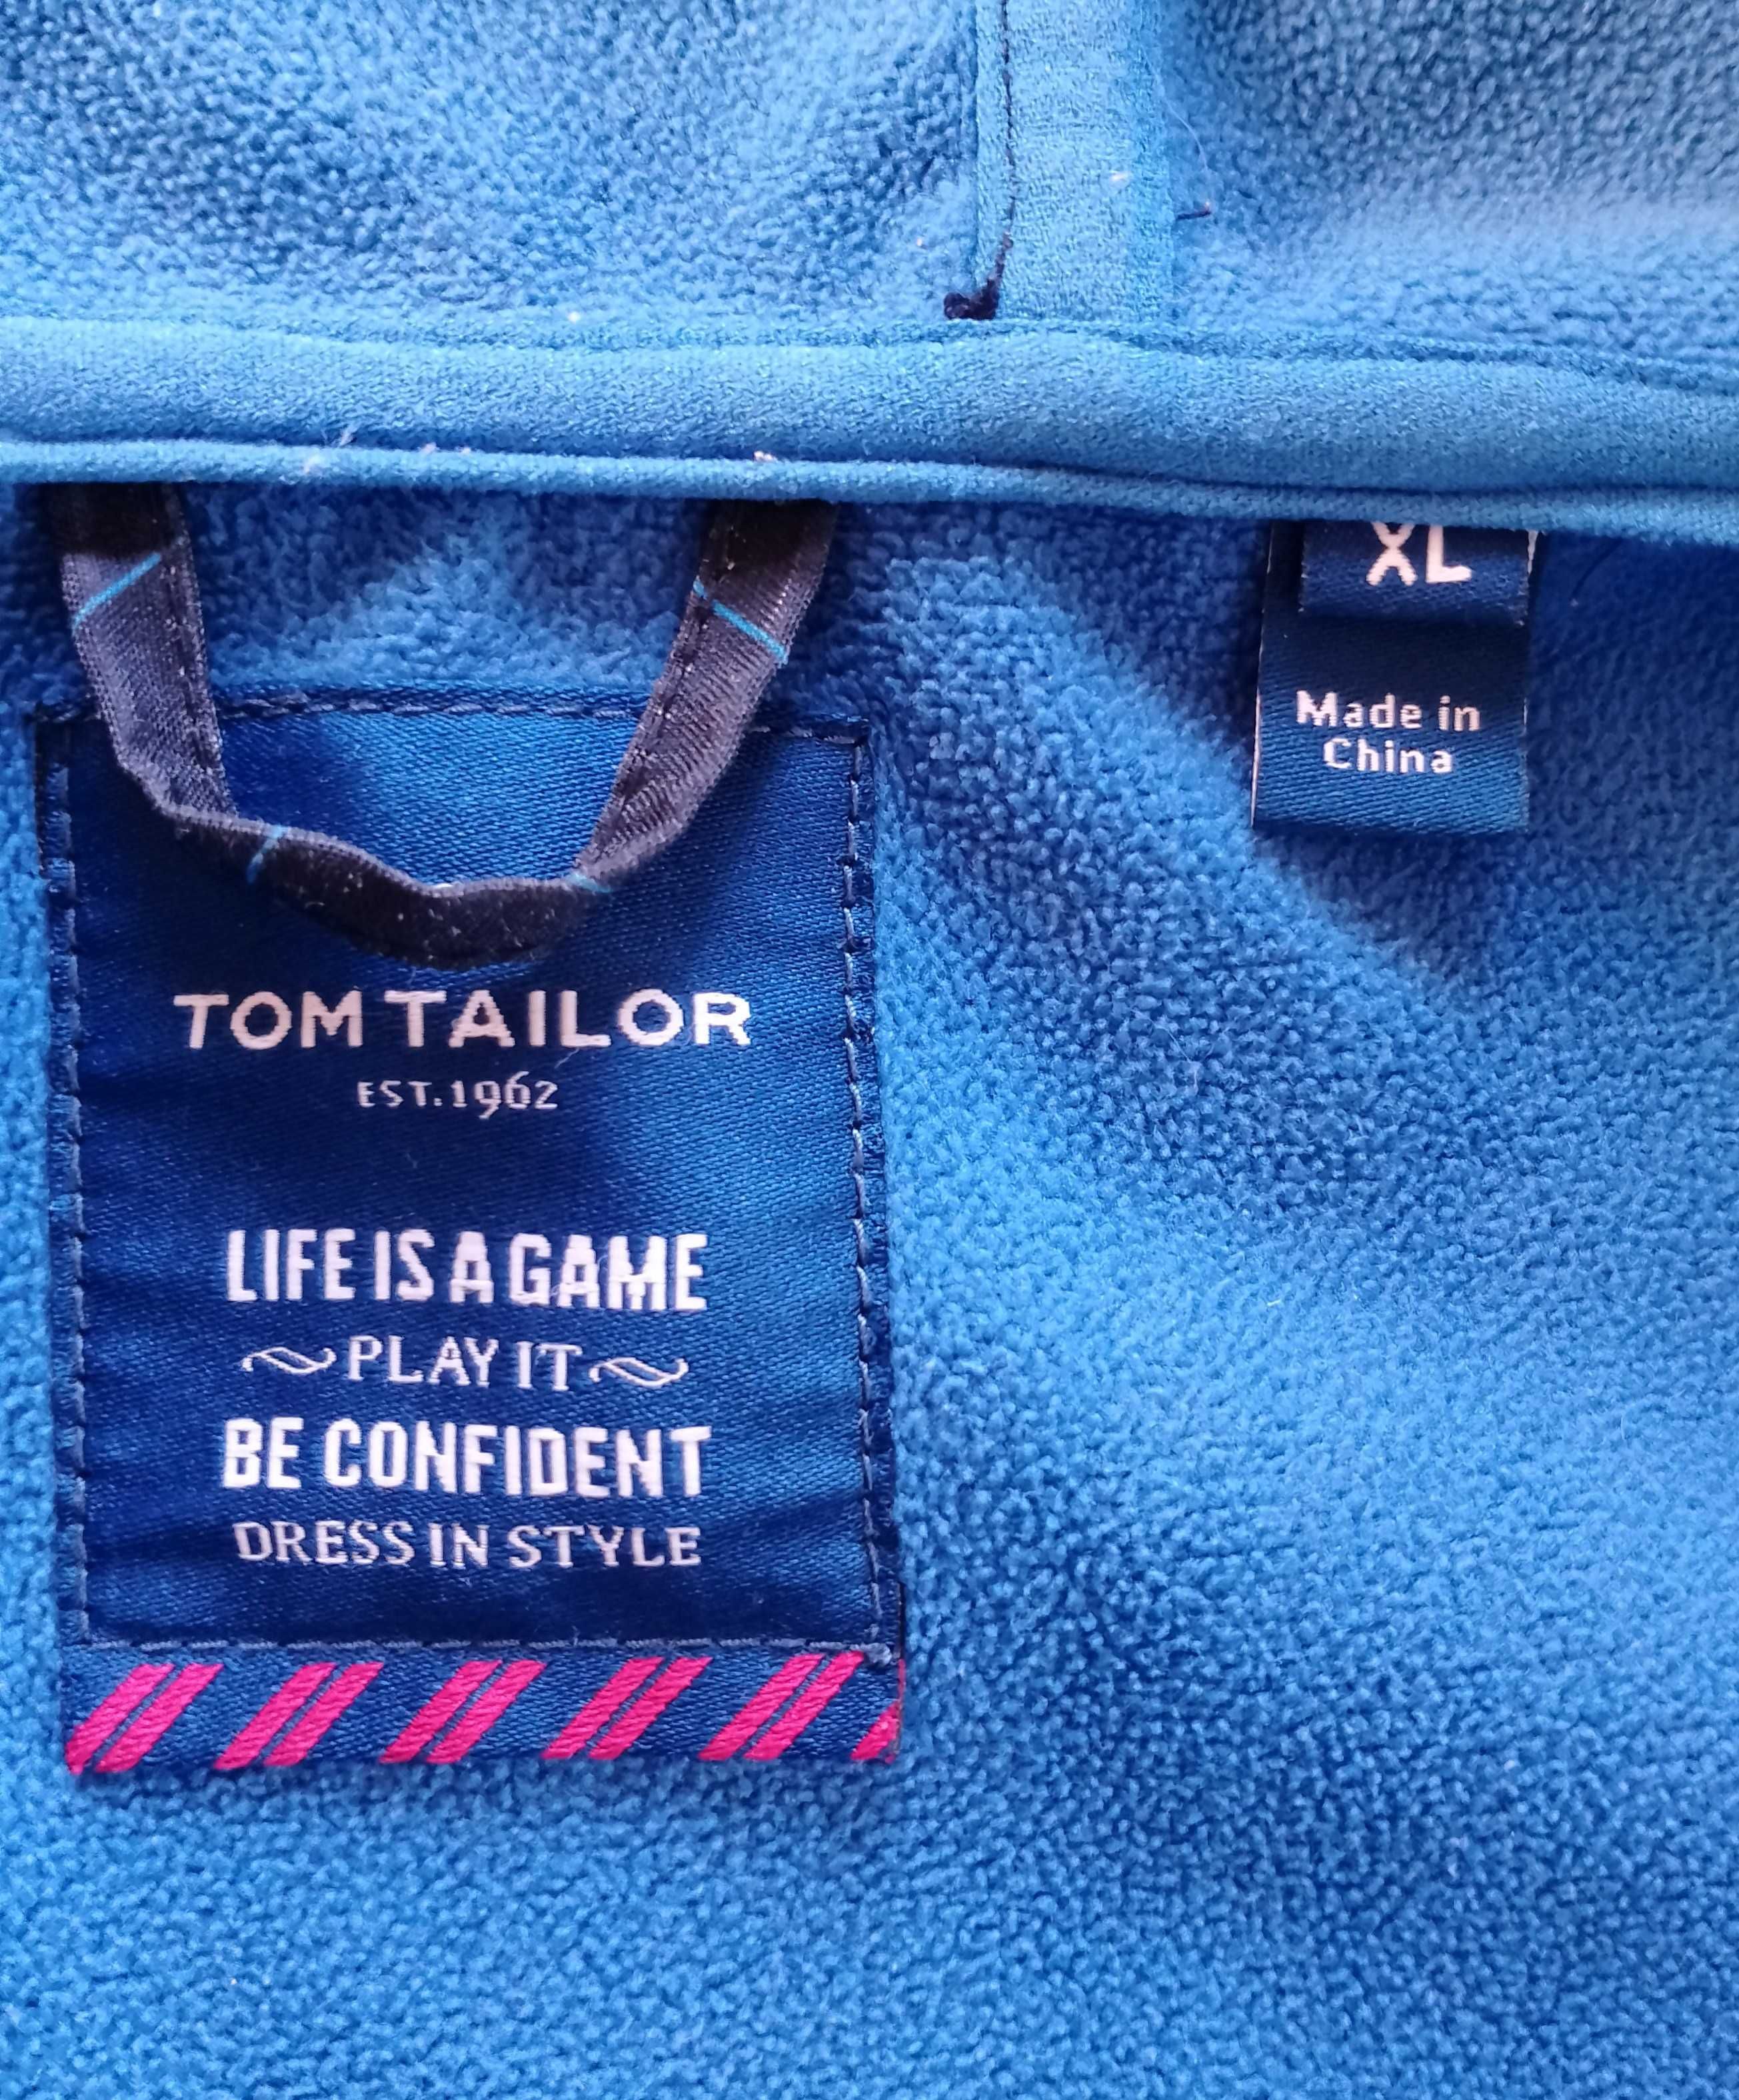 XL
Made in
China
TOM TAILOR
EST.1962
LIFE IS A GAME
PLAY IT
BE CONFIDENT
DRESS IN STYLE